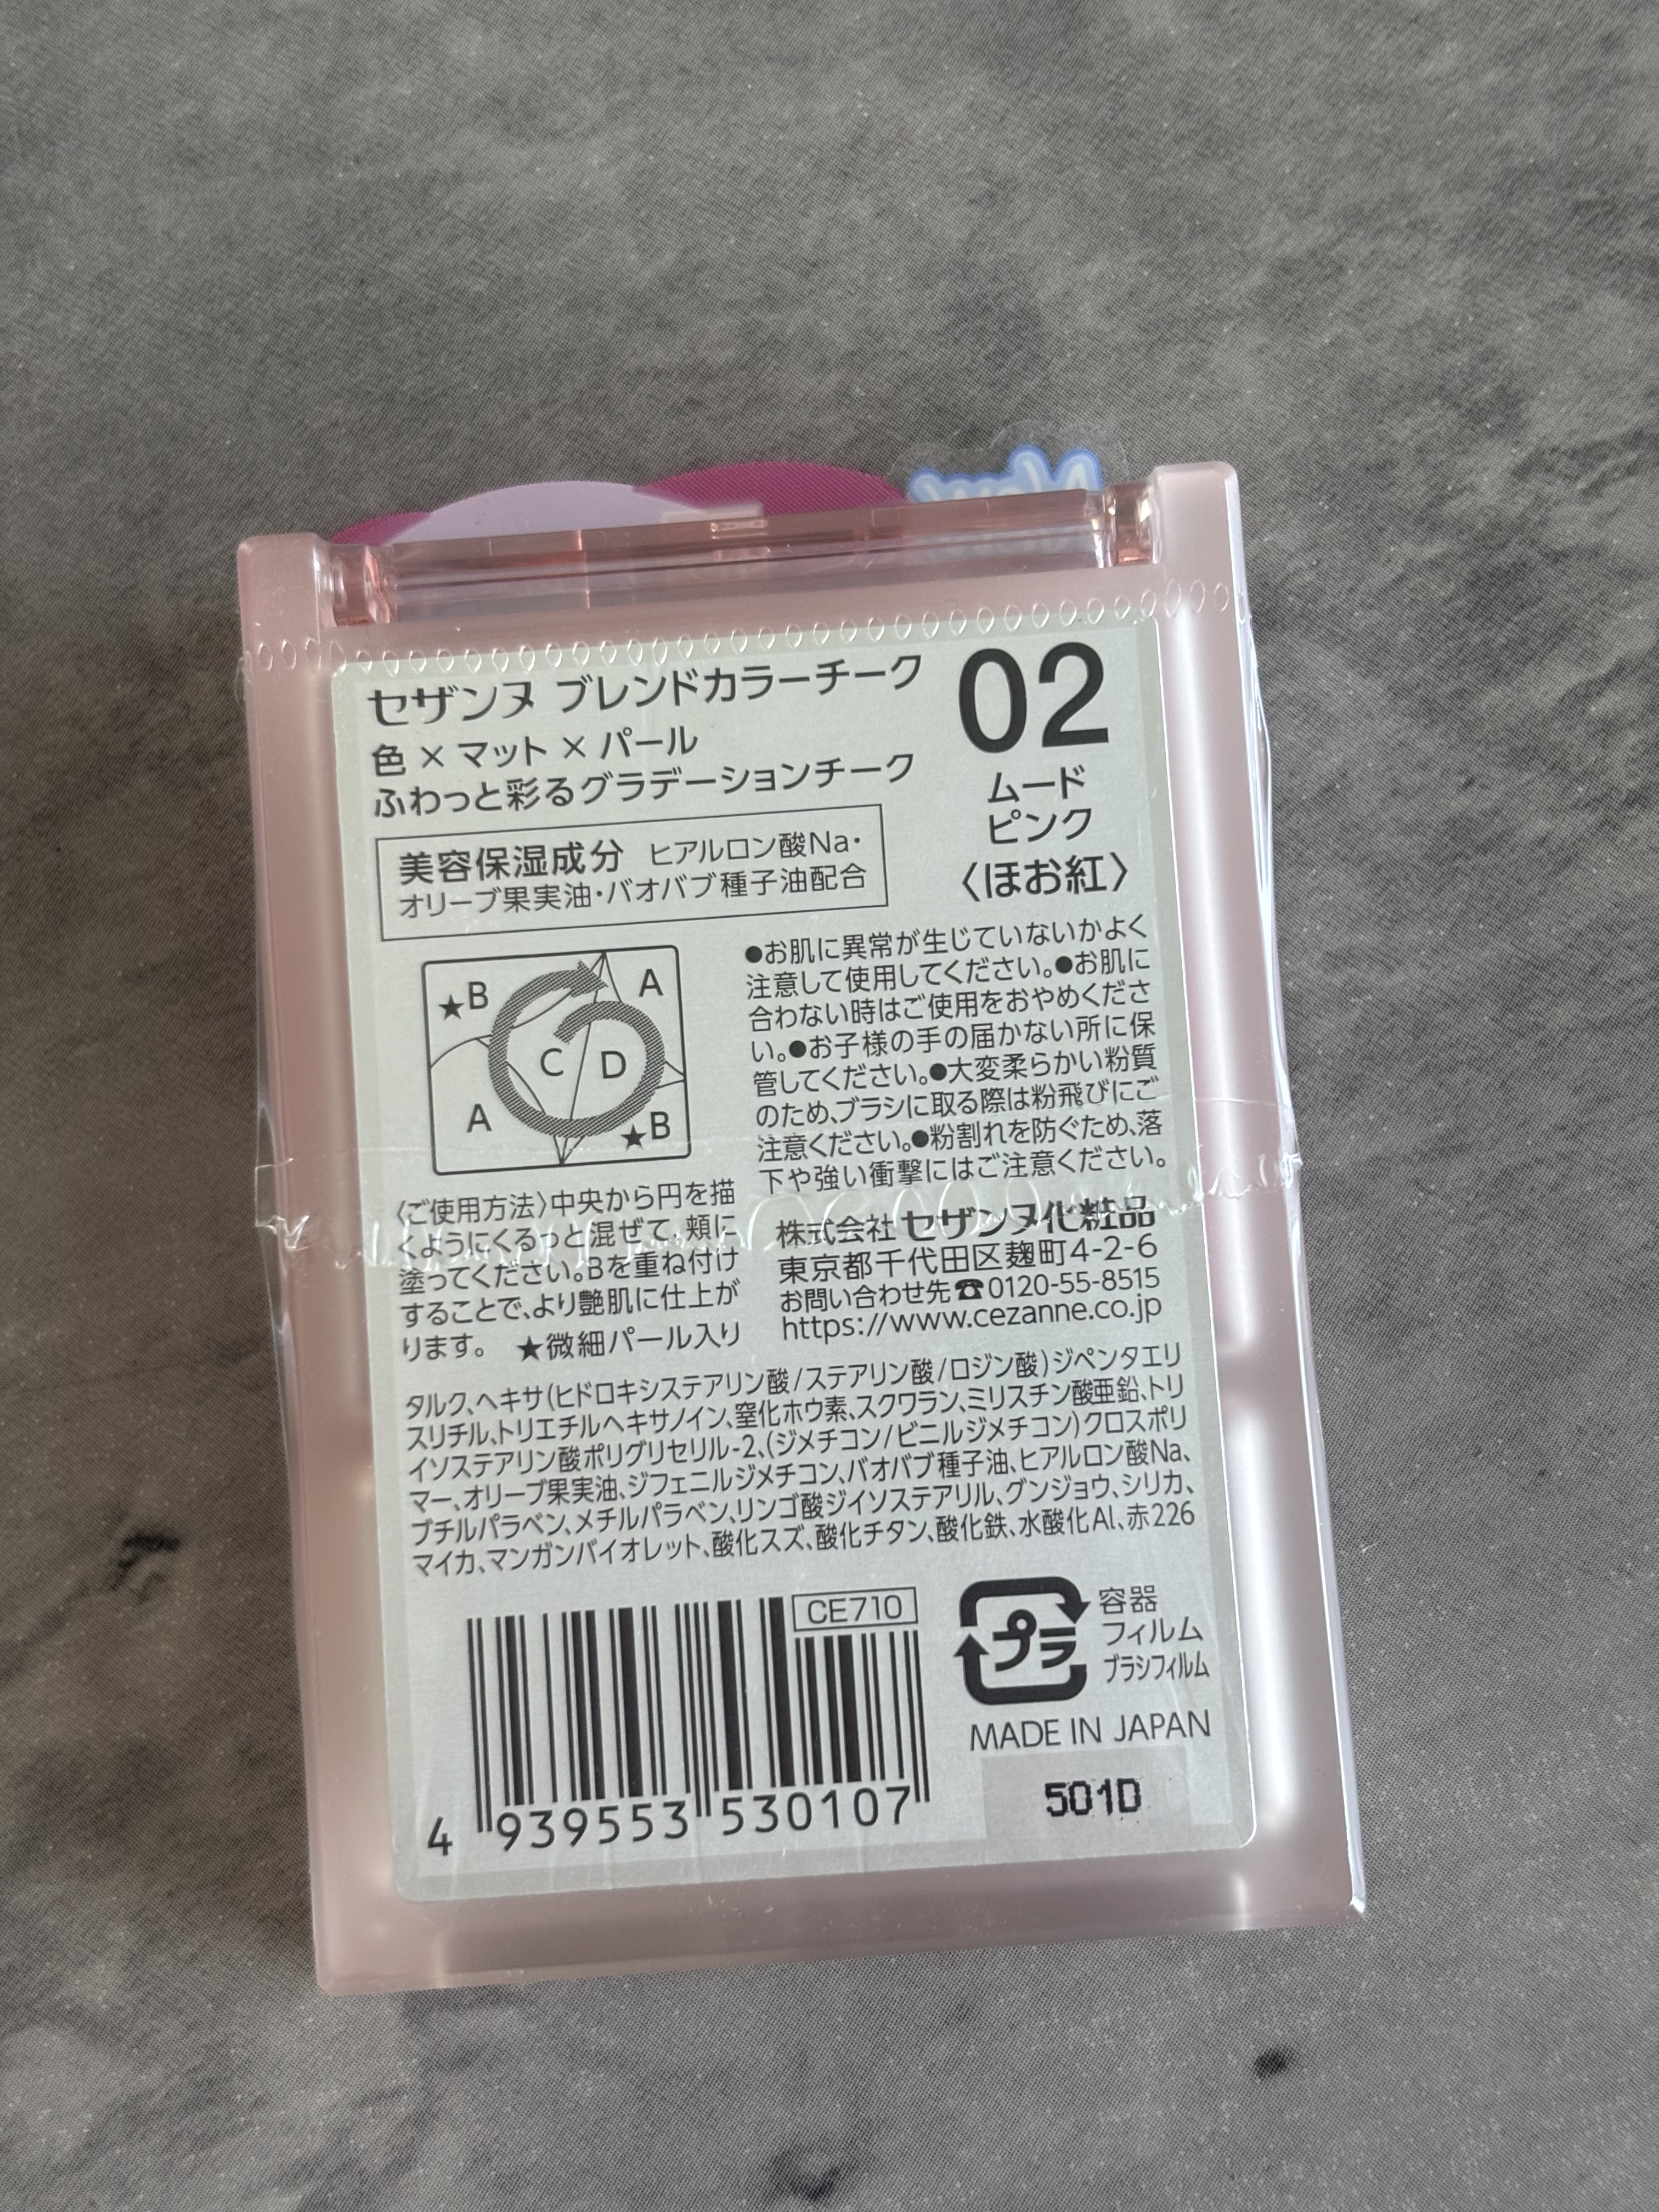 セザンヌ ブレンドカラーチーク
色×マット×パール
ふわっと彩るグラデーションチーク
02
ムード
ピンク
〈ほお紅〉
美容保湿成分 ヒアルロン酸Na・
オリーブ果実油・バオバブ種子油配合
★B
A
C
D
A
★B
●お肌に異常が生じていないかよく
注意して使用してください。●お肌に
合わない時はご使用をおやめくださ
い。●お子様の手の届かない所に保
管してください。●大変柔らかい粉質
のため、ブラシに取る際は粉飛びにご
注意ください。●粉割れを防ぐため、落
下や強い衝撃にはご注意ください。
〈ご使用方法〉中央から円を描
くようにくるっと混ぜて、頬に
塗ってください。Bを重ね付け
することで、より艶肌に仕上が
ります。 ★微細パール入り
株式会社 セザンヌ化粧品
東京都千代田区麹町4-2-6
お問い合わせ先☎0120-55-8515
https://www.cezanne.co.jp
タルク、ヘキサ(ヒドロキシステアリン酸/ステアリン酸/ロジン酸)ジペンタエリ
スリチル、トリエチルヘキサノイン、窒化ホウ素、スクワラン、ミリスチン酸亜鉛、トリ
イソステアリン酸ポリグリセリル-2、(ジメチコン/ビニルジメチコン)クロスポリ
マー、オリーブ果実油、ジフェニルジメチコン、バオバブ種子油、ヒアルロン酸Na、
ブチルパラベン、メチルパラベン、リンゴ酸ジイソステアリル、グンジョウ、シリカ、
マイカ、マンガンバイオレット、酸化スズ、酸化チタン、酸化鉄、水酸化Al、赤226
CE710
4 939553 530107
プラ
容器
フィルム
ブラシフィルム
MADE IN JAPAN
501D